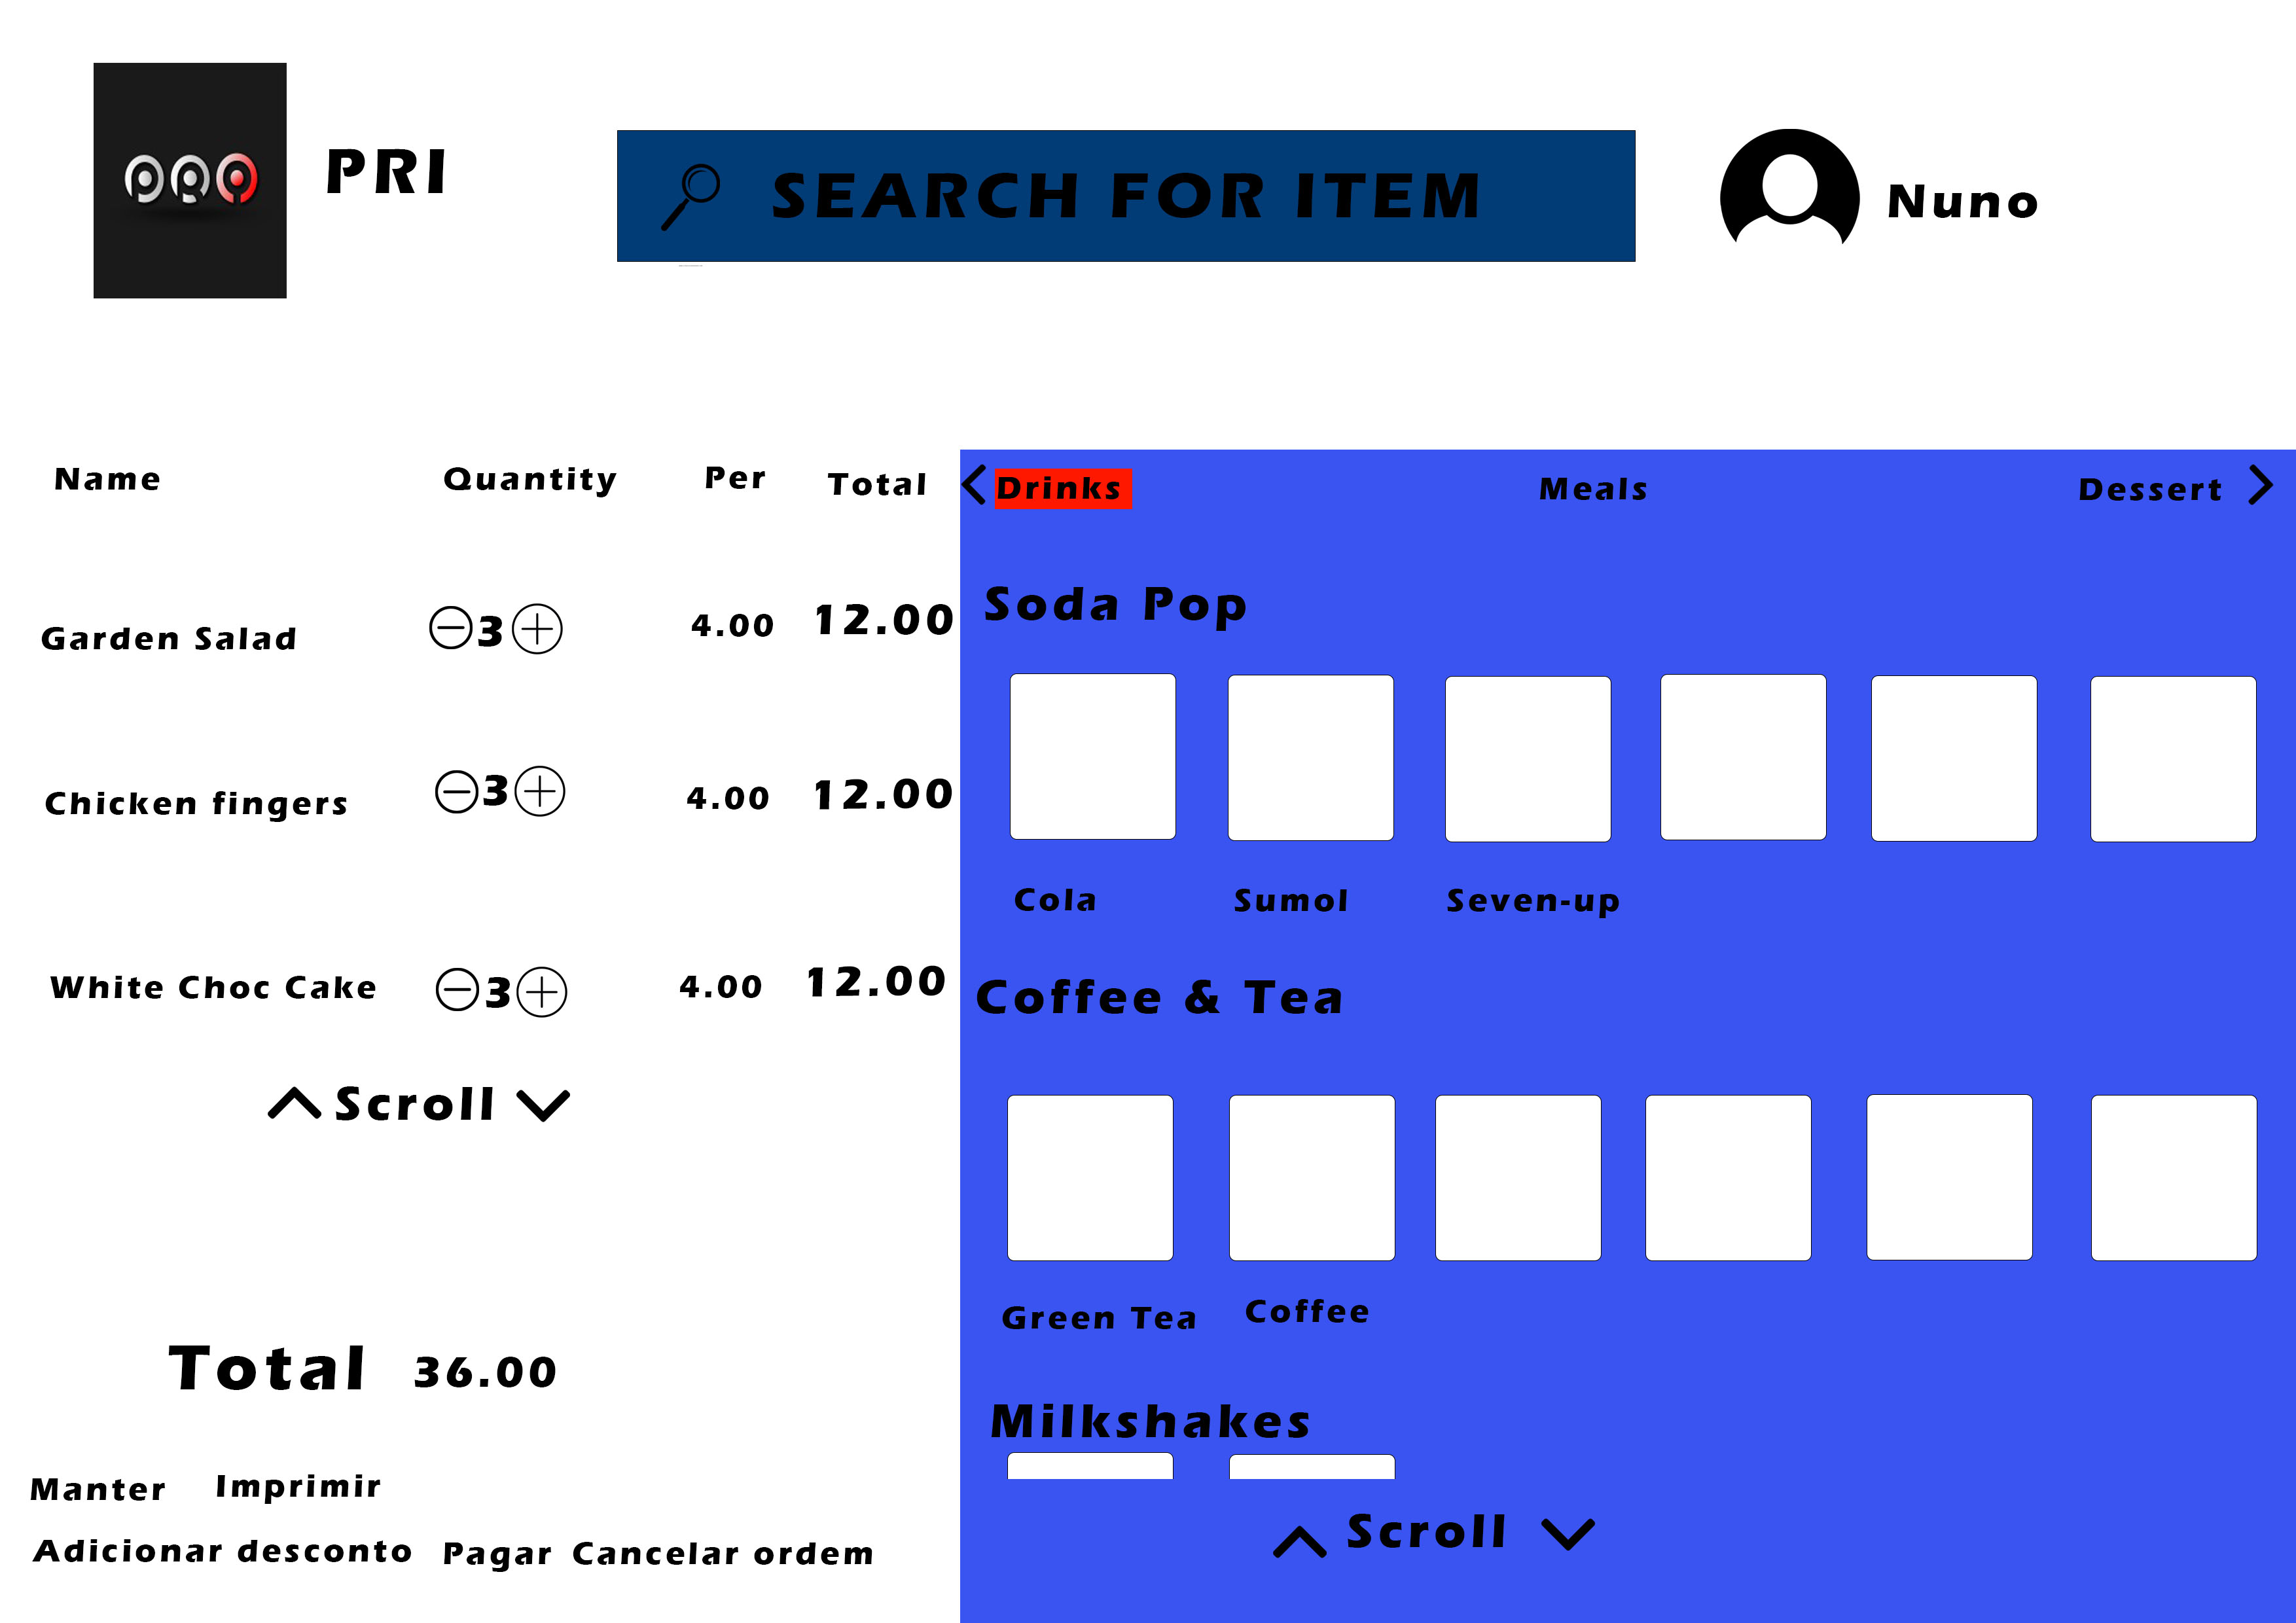 PRI
PRI
SEARCH FOR ITEM
Nuno
Name Quantity Per Total
Garden Salad 3 4.00 12.00
Chicken fingers 3 4.00 12.00
White Choc Cake 3 4.00 12.00
Scroll
Total 36.00
Manter Imprimir
Adicionar desconto Pagar Cancelar ordem
Drinks Meals Dessert
Soda Pop
Cola Sumol Seven-up
Coffee & Tea
Green Tea Coffee
Milkshakes
Scroll